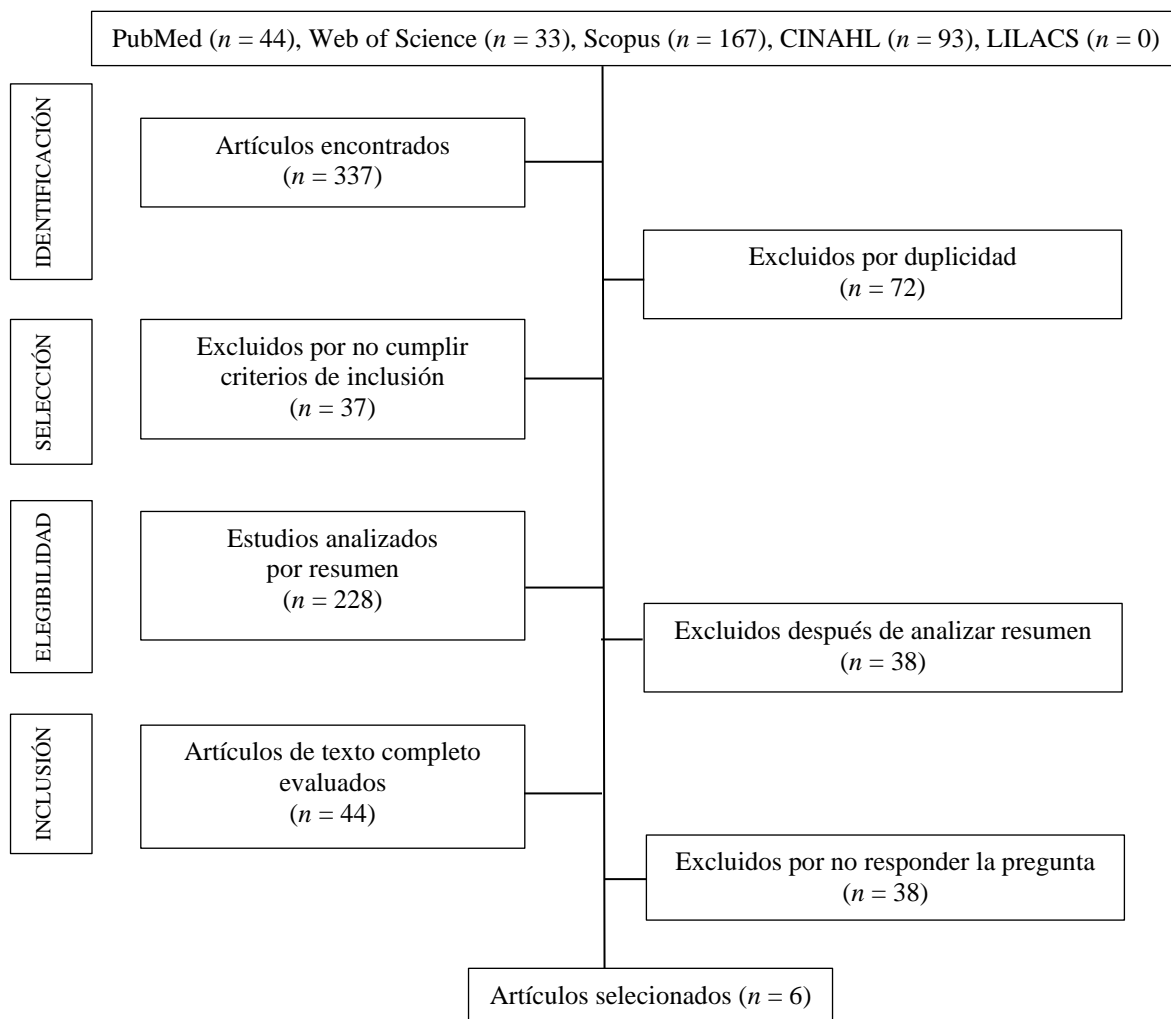 PubMed (n = 44), Web of Science (n = 33), Scopus (n = 167), CINAHL (n = 93), LILACS (n = 0)
IDENTIFICACIÓN
Artículos encontrados
(n = 337)
Excluidos por duplicidad
(n = 72)
SELECCIÓN
Excluidos por no cumplir
criterios de inclusión
(n = 37)
ELEGIBILIDAD
Estudios analizados
por resumen
(n = 228)
Excluidos después de analizar resumen
(n = 38)
INCLUSIÓN
Artículos de texto completo
evaluados
(n = 44)
Excluidos por no responder la pregunta
(n = 38)
Artículos selecionados (n = 6)